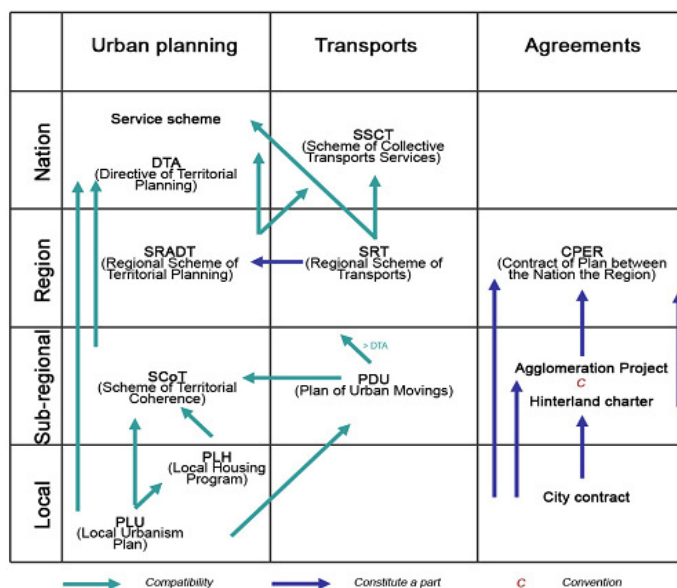 Urban planning
Transports
Agreements
Nation
Service scheme
DTA
(Directive of Territorial
Planning)
SSCT
(Scheme of Collective
Transports Services)
Region
SRADT
(Regional Scheme of
Territorial Planning)
SRT
(Regional Scheme of
Transports)
CPER
(Contract of Plan between
the Nation the Region)
Sub-regional
SCoT
(Scheme of Territorial
Coherence)
> DTA
PDU
(Plan of Urban Movings)
Agglomeration Project
C
Hinterland charter
Local
PLH
(Local Housing
Program)
PLU
(Local Urbanism
Plan)
City contract
Compatibility
Constitute a part
C
Convention